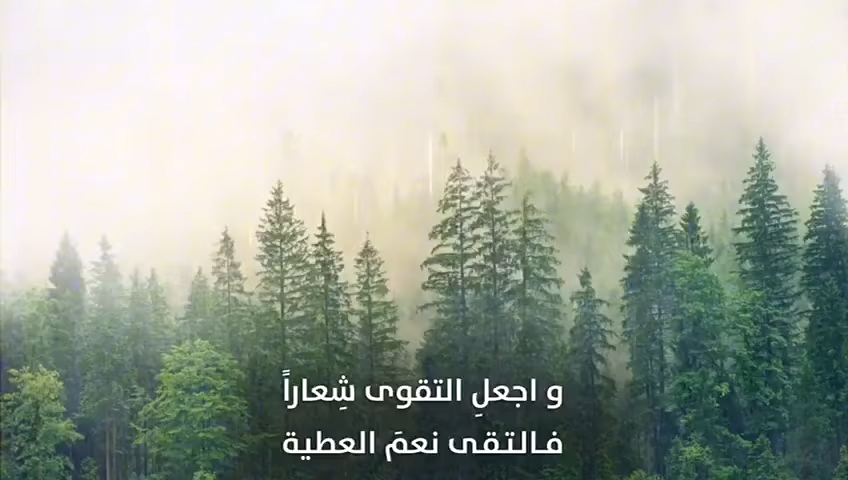 و اجعلِ التقوى شِعاراً
فالتقى نعمَ العطية